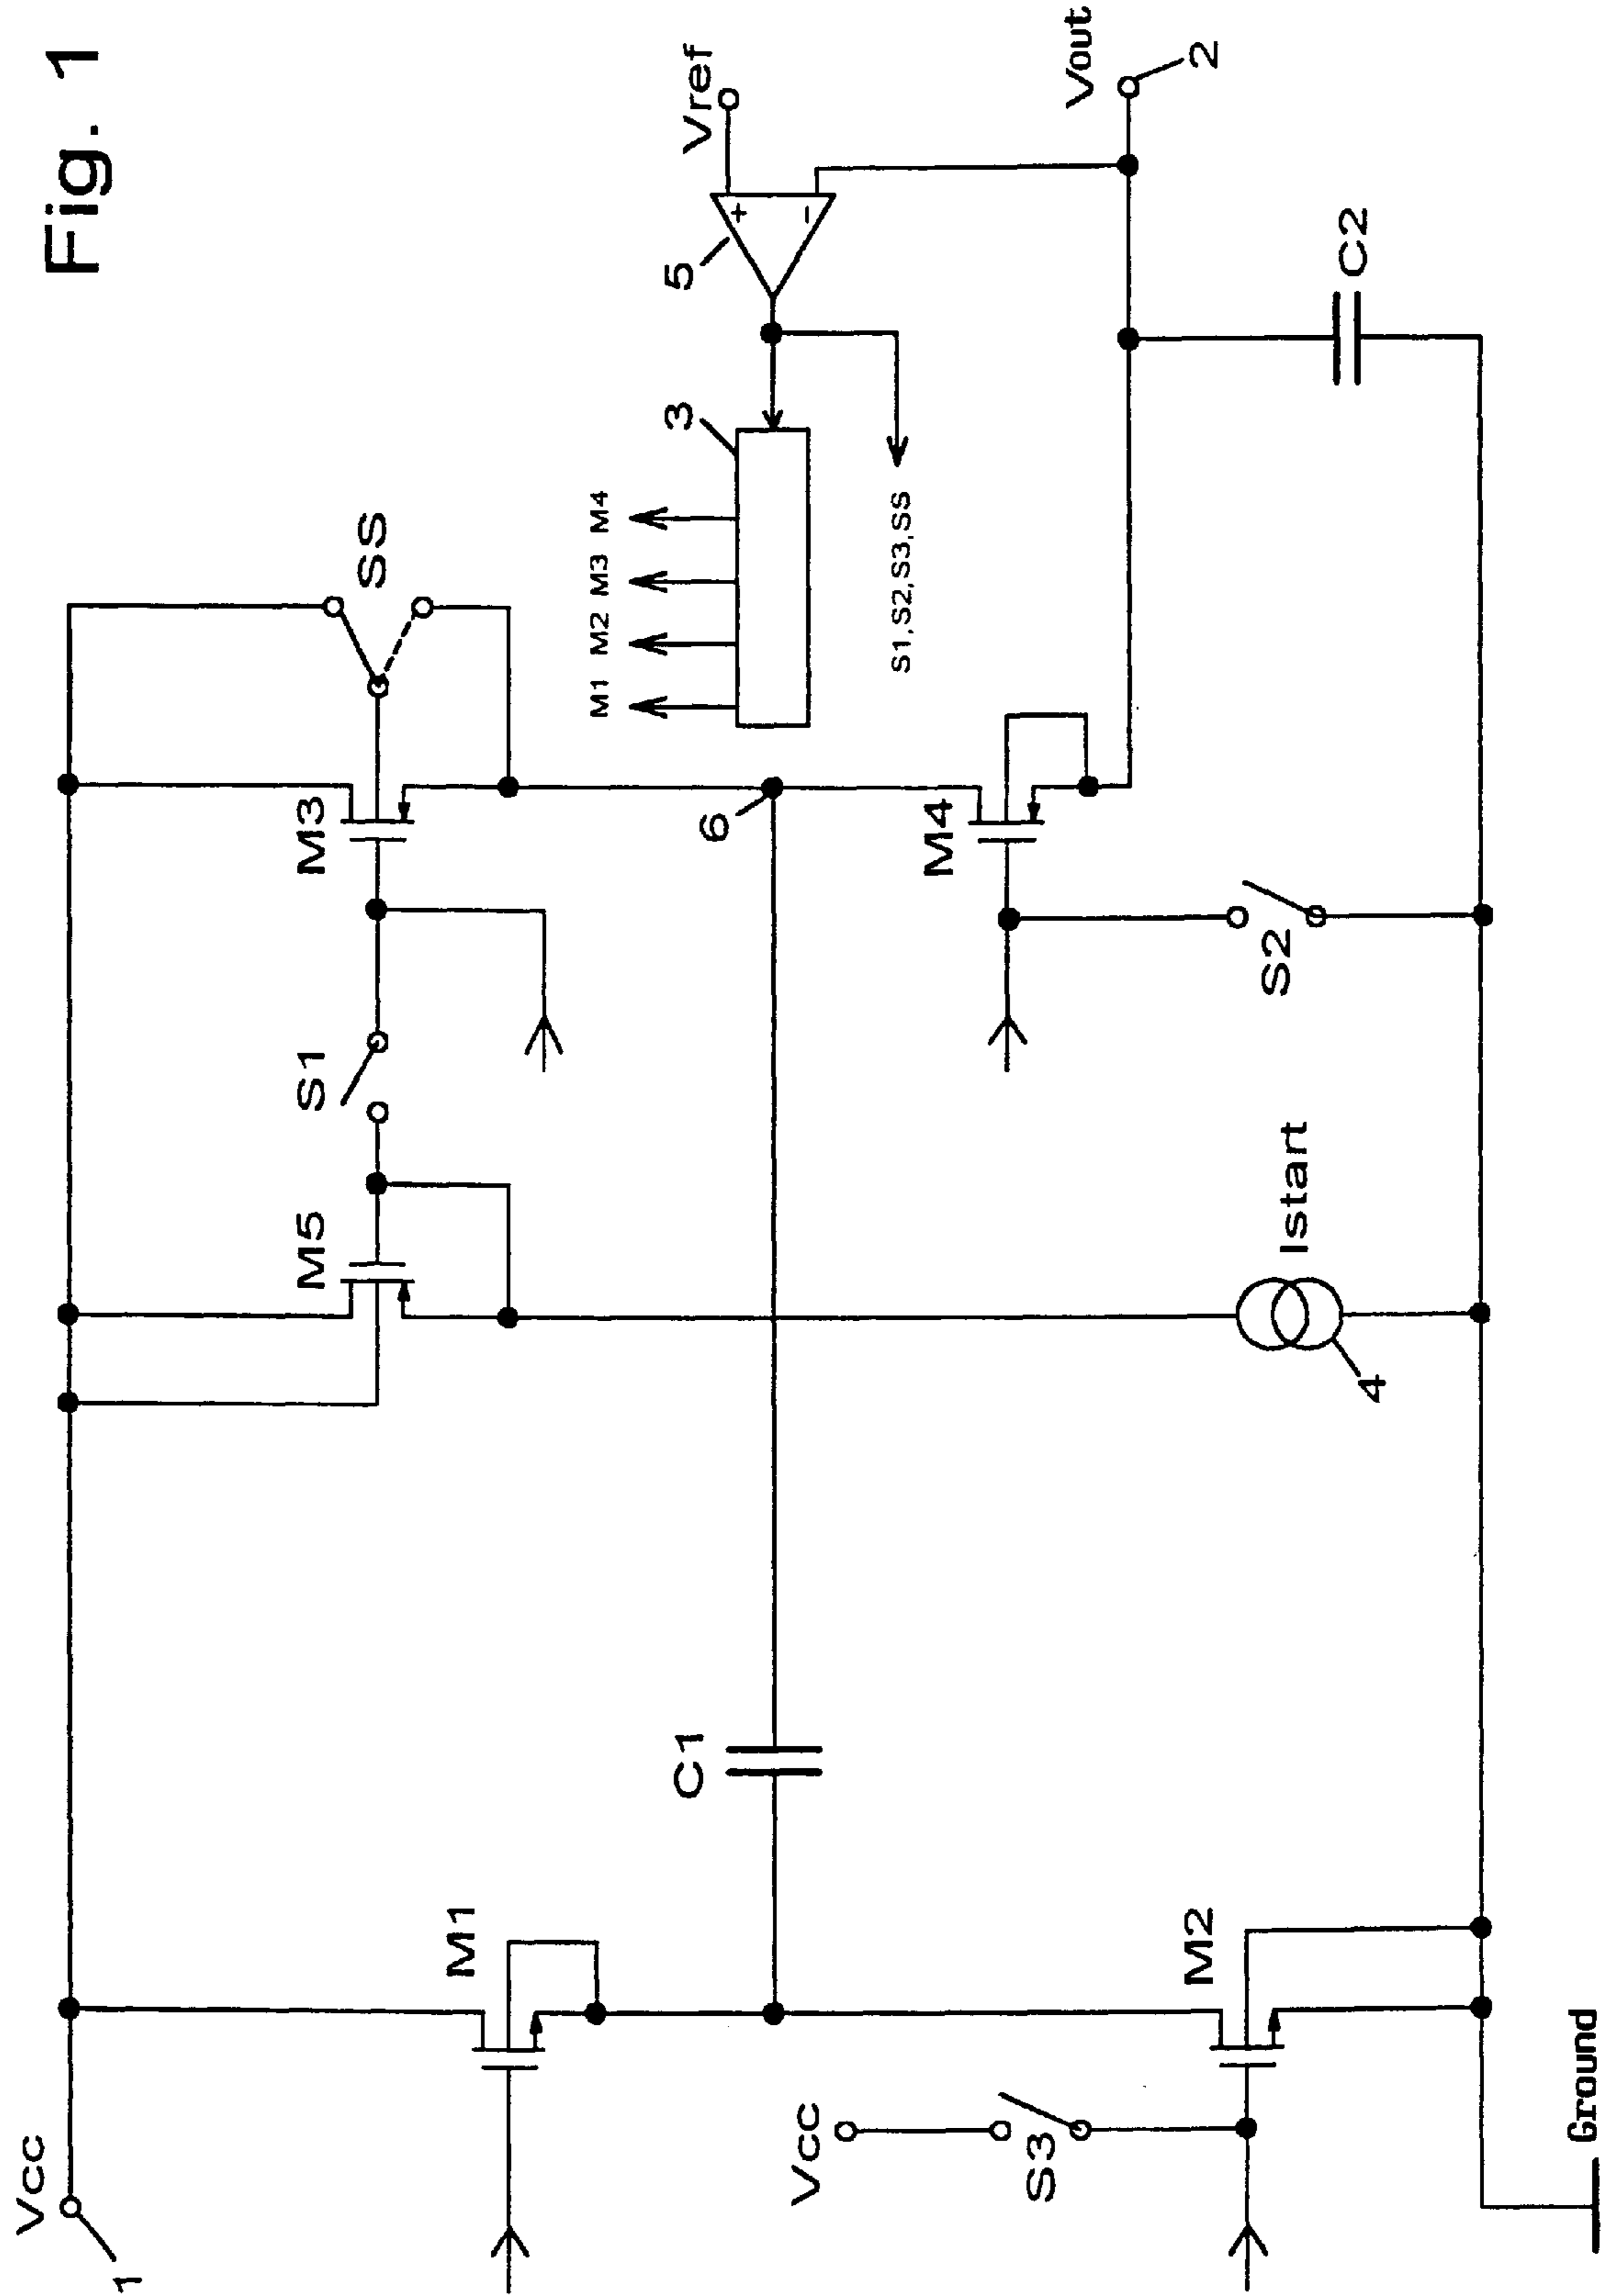 Fig. 1
Vcc
1
M1
M5
S1
M3
SS
C1
6
M1 M2 M3 M4
3
5
Vref
+
−
S1,S2,S3,SS
Vout
2
M4
Vcc
S3
M2
4
Istart
S2
C2
Ground